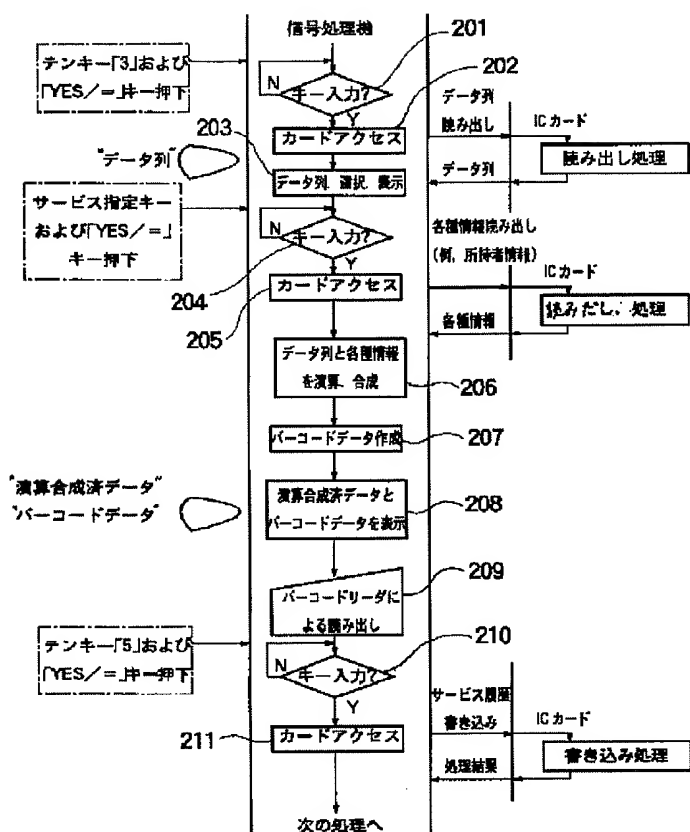 信号処理機
201
テンキー「3」および
「YES/=」キー押下
N
キー入力?
202
Y
データ列
読み出し
ICカード
カードアクセス
203
読み出し処理
"データ列"
データ列
データ列、選択、表示
サービス指定キー
および「YES/=」
キー押下
N
キー入力?
各種情報読み出し
(例、所持者情報)
204
Y
ICカード
カードアクセス
読みだし、処理
205
各種情報
データ列と各種情報
を演算、合成
206
バーコードデータ作成
207
"演算合成済データ"
"バーコードデータ"
演算合成済データと
バーコードデータを表示
208
209
バーコードリーダに
よる読み出し
210
テンキー「5」および
「YES/=」キー押下
N
キー入力?
Y
サービス履歴
書き込み
ICカード
カードアクセス
211
書き込み処理
処理結果
次の処理へ